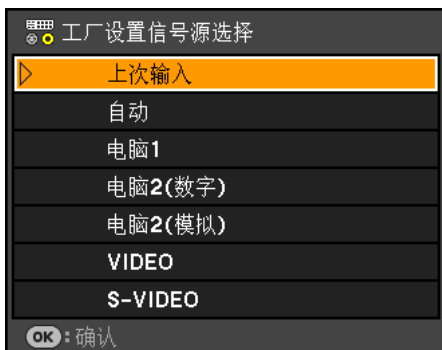 工厂设置信号源选择
上次输入
自动
电脑1
电脑2(数字)
电脑2(模拟)
VIDEO
S-VIDEO
OK:确认